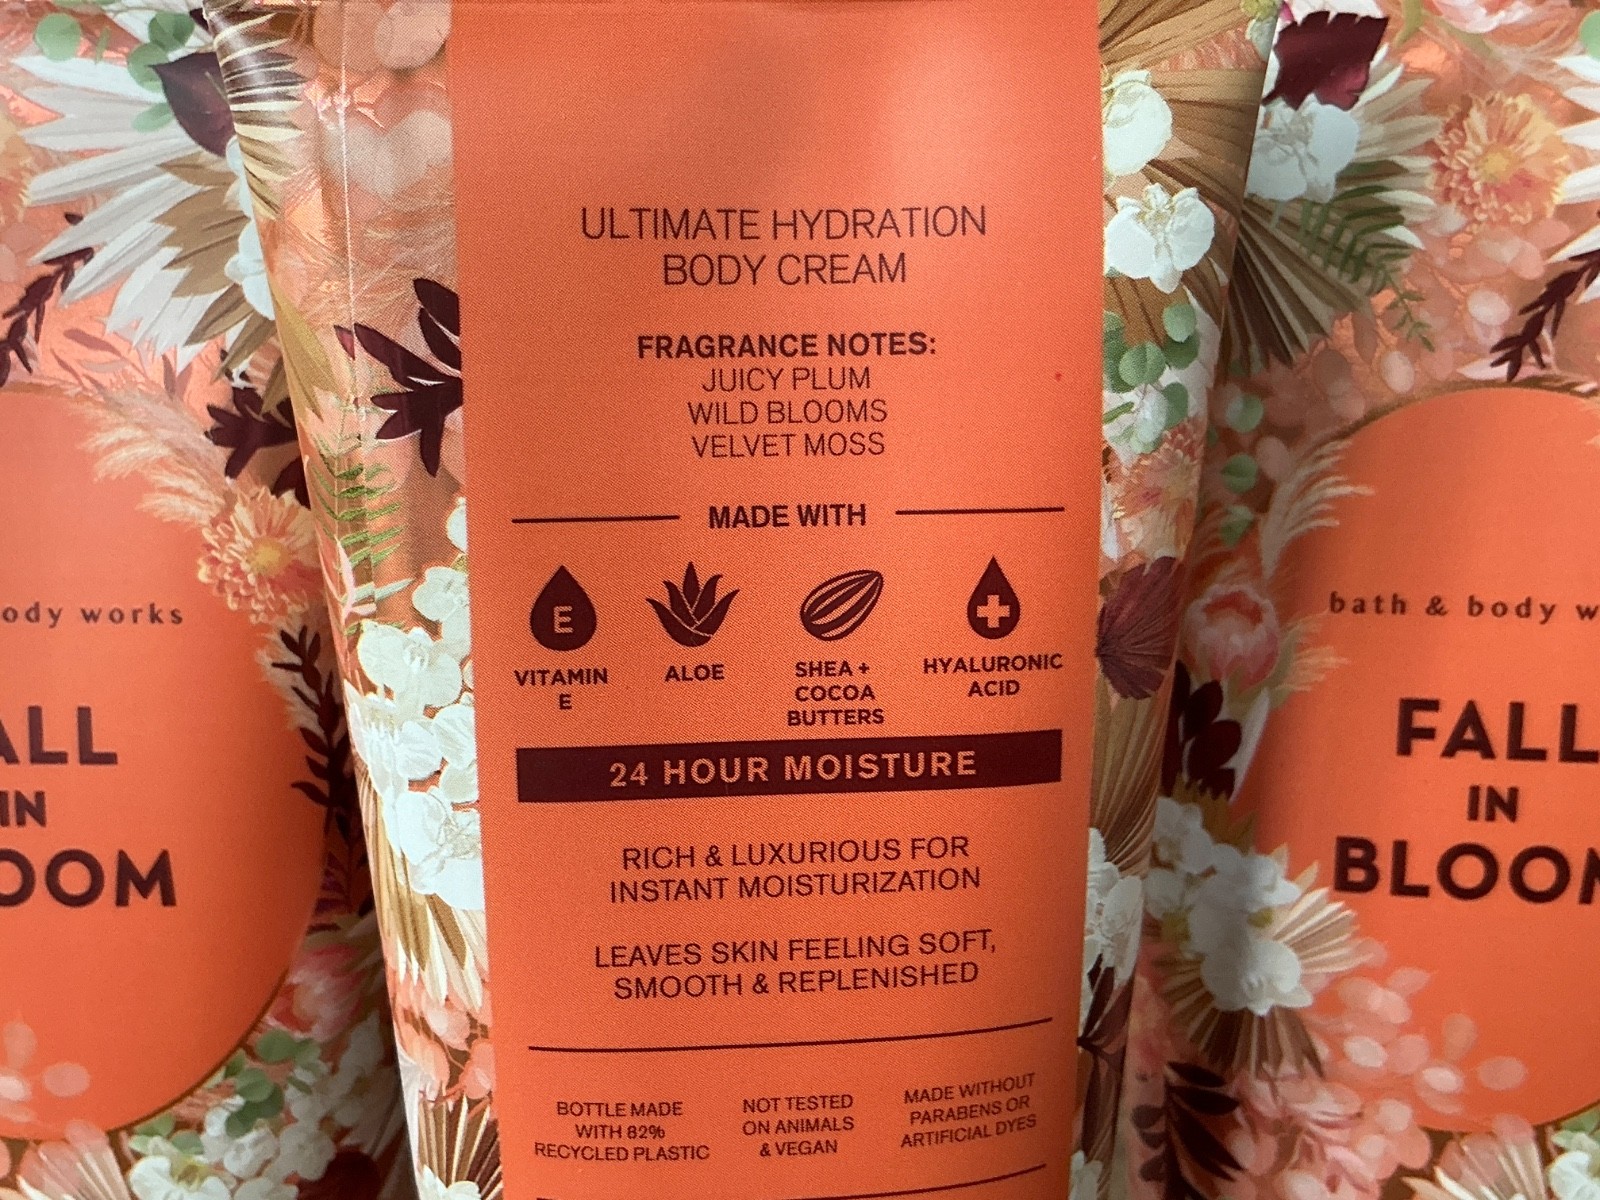 ULTIMATE HYDRATION
BODY CREAM
FRAGRANCE NOTES:
JUICY PLUM
WILD BLOOMS
VELVET MOSS
MADE WITH
E
VITAMIN
E
ALOE
SHEA +
COCOA
BUTTERS
HYALURONIC
ACID
24 HOUR MOISTURE
RICH & LUXURIOUS FOR
INSTANT MOISTURIZATION
LEAVES SKIN FEELING SOFT,
SMOOTH & REPLENISHED
BOTTLE MADE
WITH 82%
RECYCLED PLASTIC
NOT TESTED
ON ANIMALS
& VEGAN
MADE WITHOUT
PARABENS OR
ARTIFICIAL DYES
ody works
ALL
IN
OOM
bath & body w
FALL
IN
BLOOM